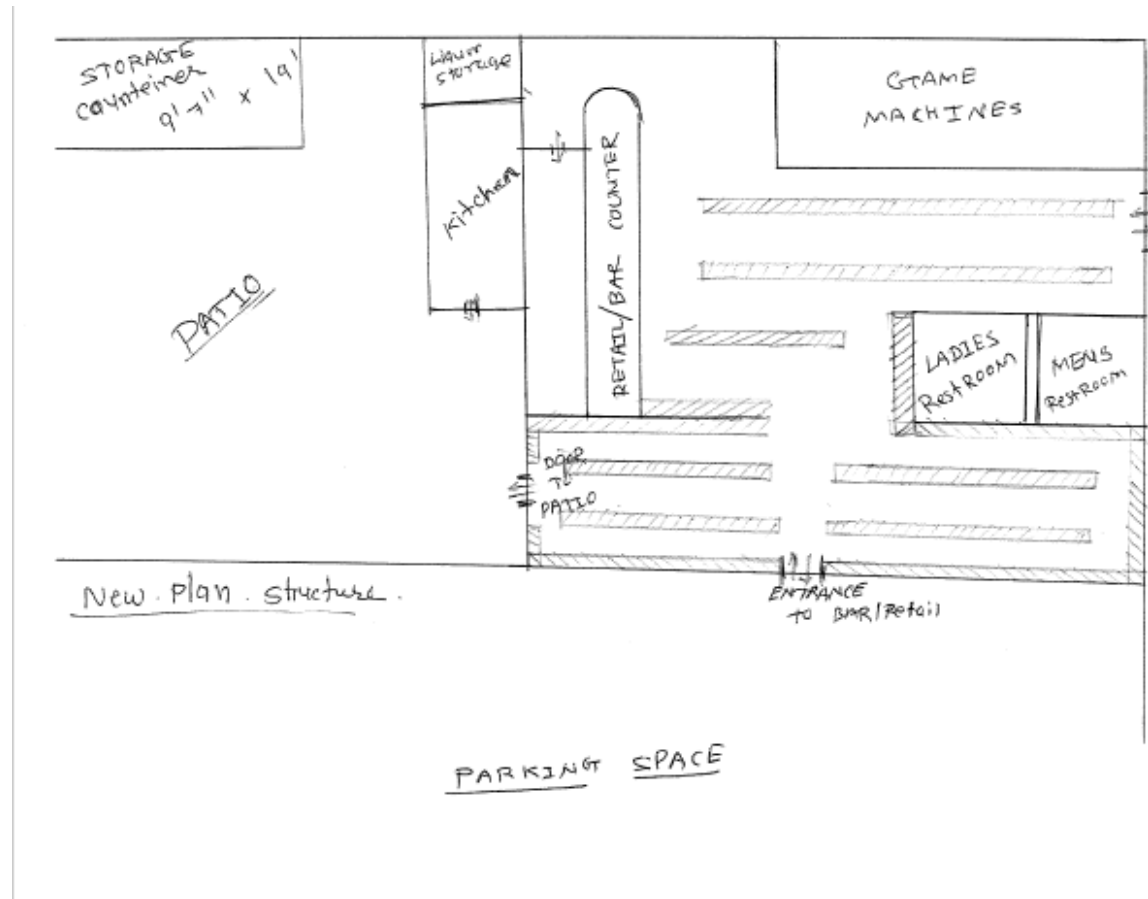 STORAGE
counteiner
9' 7" x 19'
Liquor
Storage
GAME
MACHINES
Kitchen
RETAIL/BAR COUNTER
PATIO
LADIES
RestROOM
MENS
RestROOM
DOOR
TO
PATIO
New Plan structure.
ENTRANCE
TO BAR/Retail
PARKING SPACE